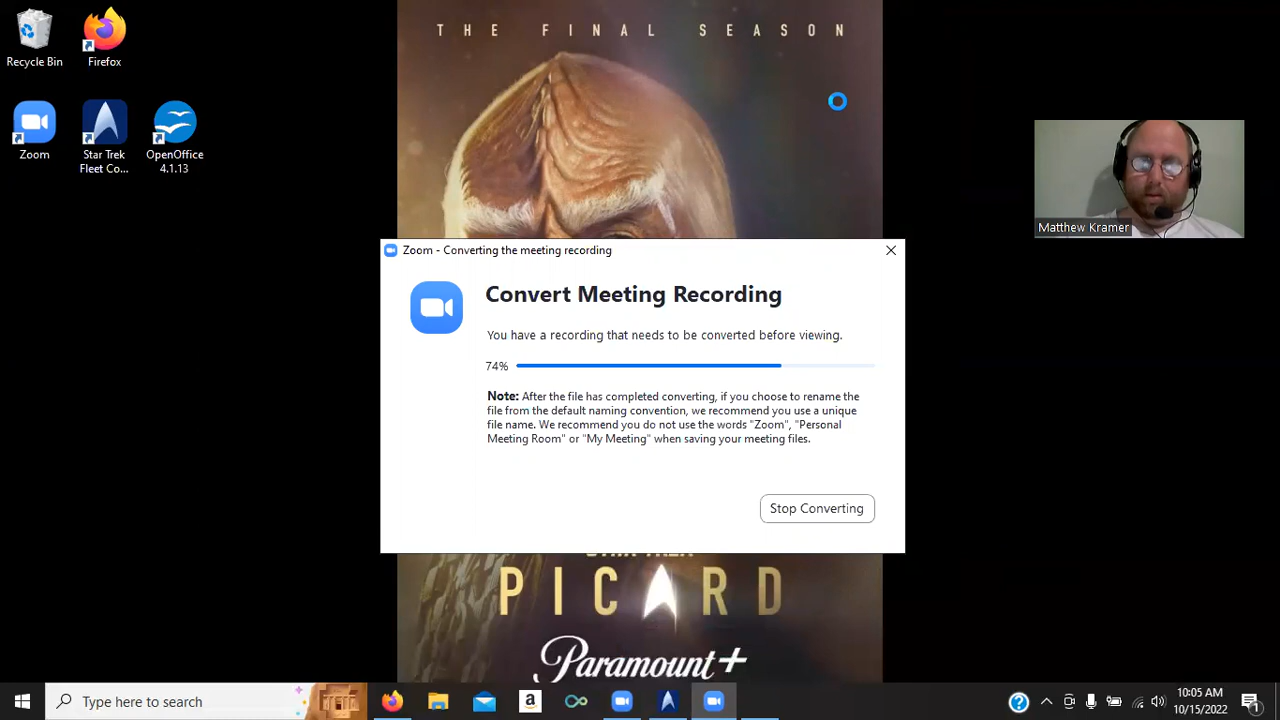 THE FINAL SEASON
Recycle Bin
Firefox
Zoom
Star Trek
Fleet Co...
OpenOffice
4.1.13
Matthew Kramer
Zoom - Converting the meeting recording
Convert Meeting Recording
You have a recording that needs to be converted before viewing.
74%
Note: After the file has completed converting, if you choose to rename the
file from the default naming convention, we recommend you use a unique
file name. We recommend you do not use the words "Zoom", "Personal
Meeting Room" or "My Meeting" when saving your meeting files.
Stop Converting
PICARD
Paramount+
Type here to search
a
10:05 AM
10/15/2022
1